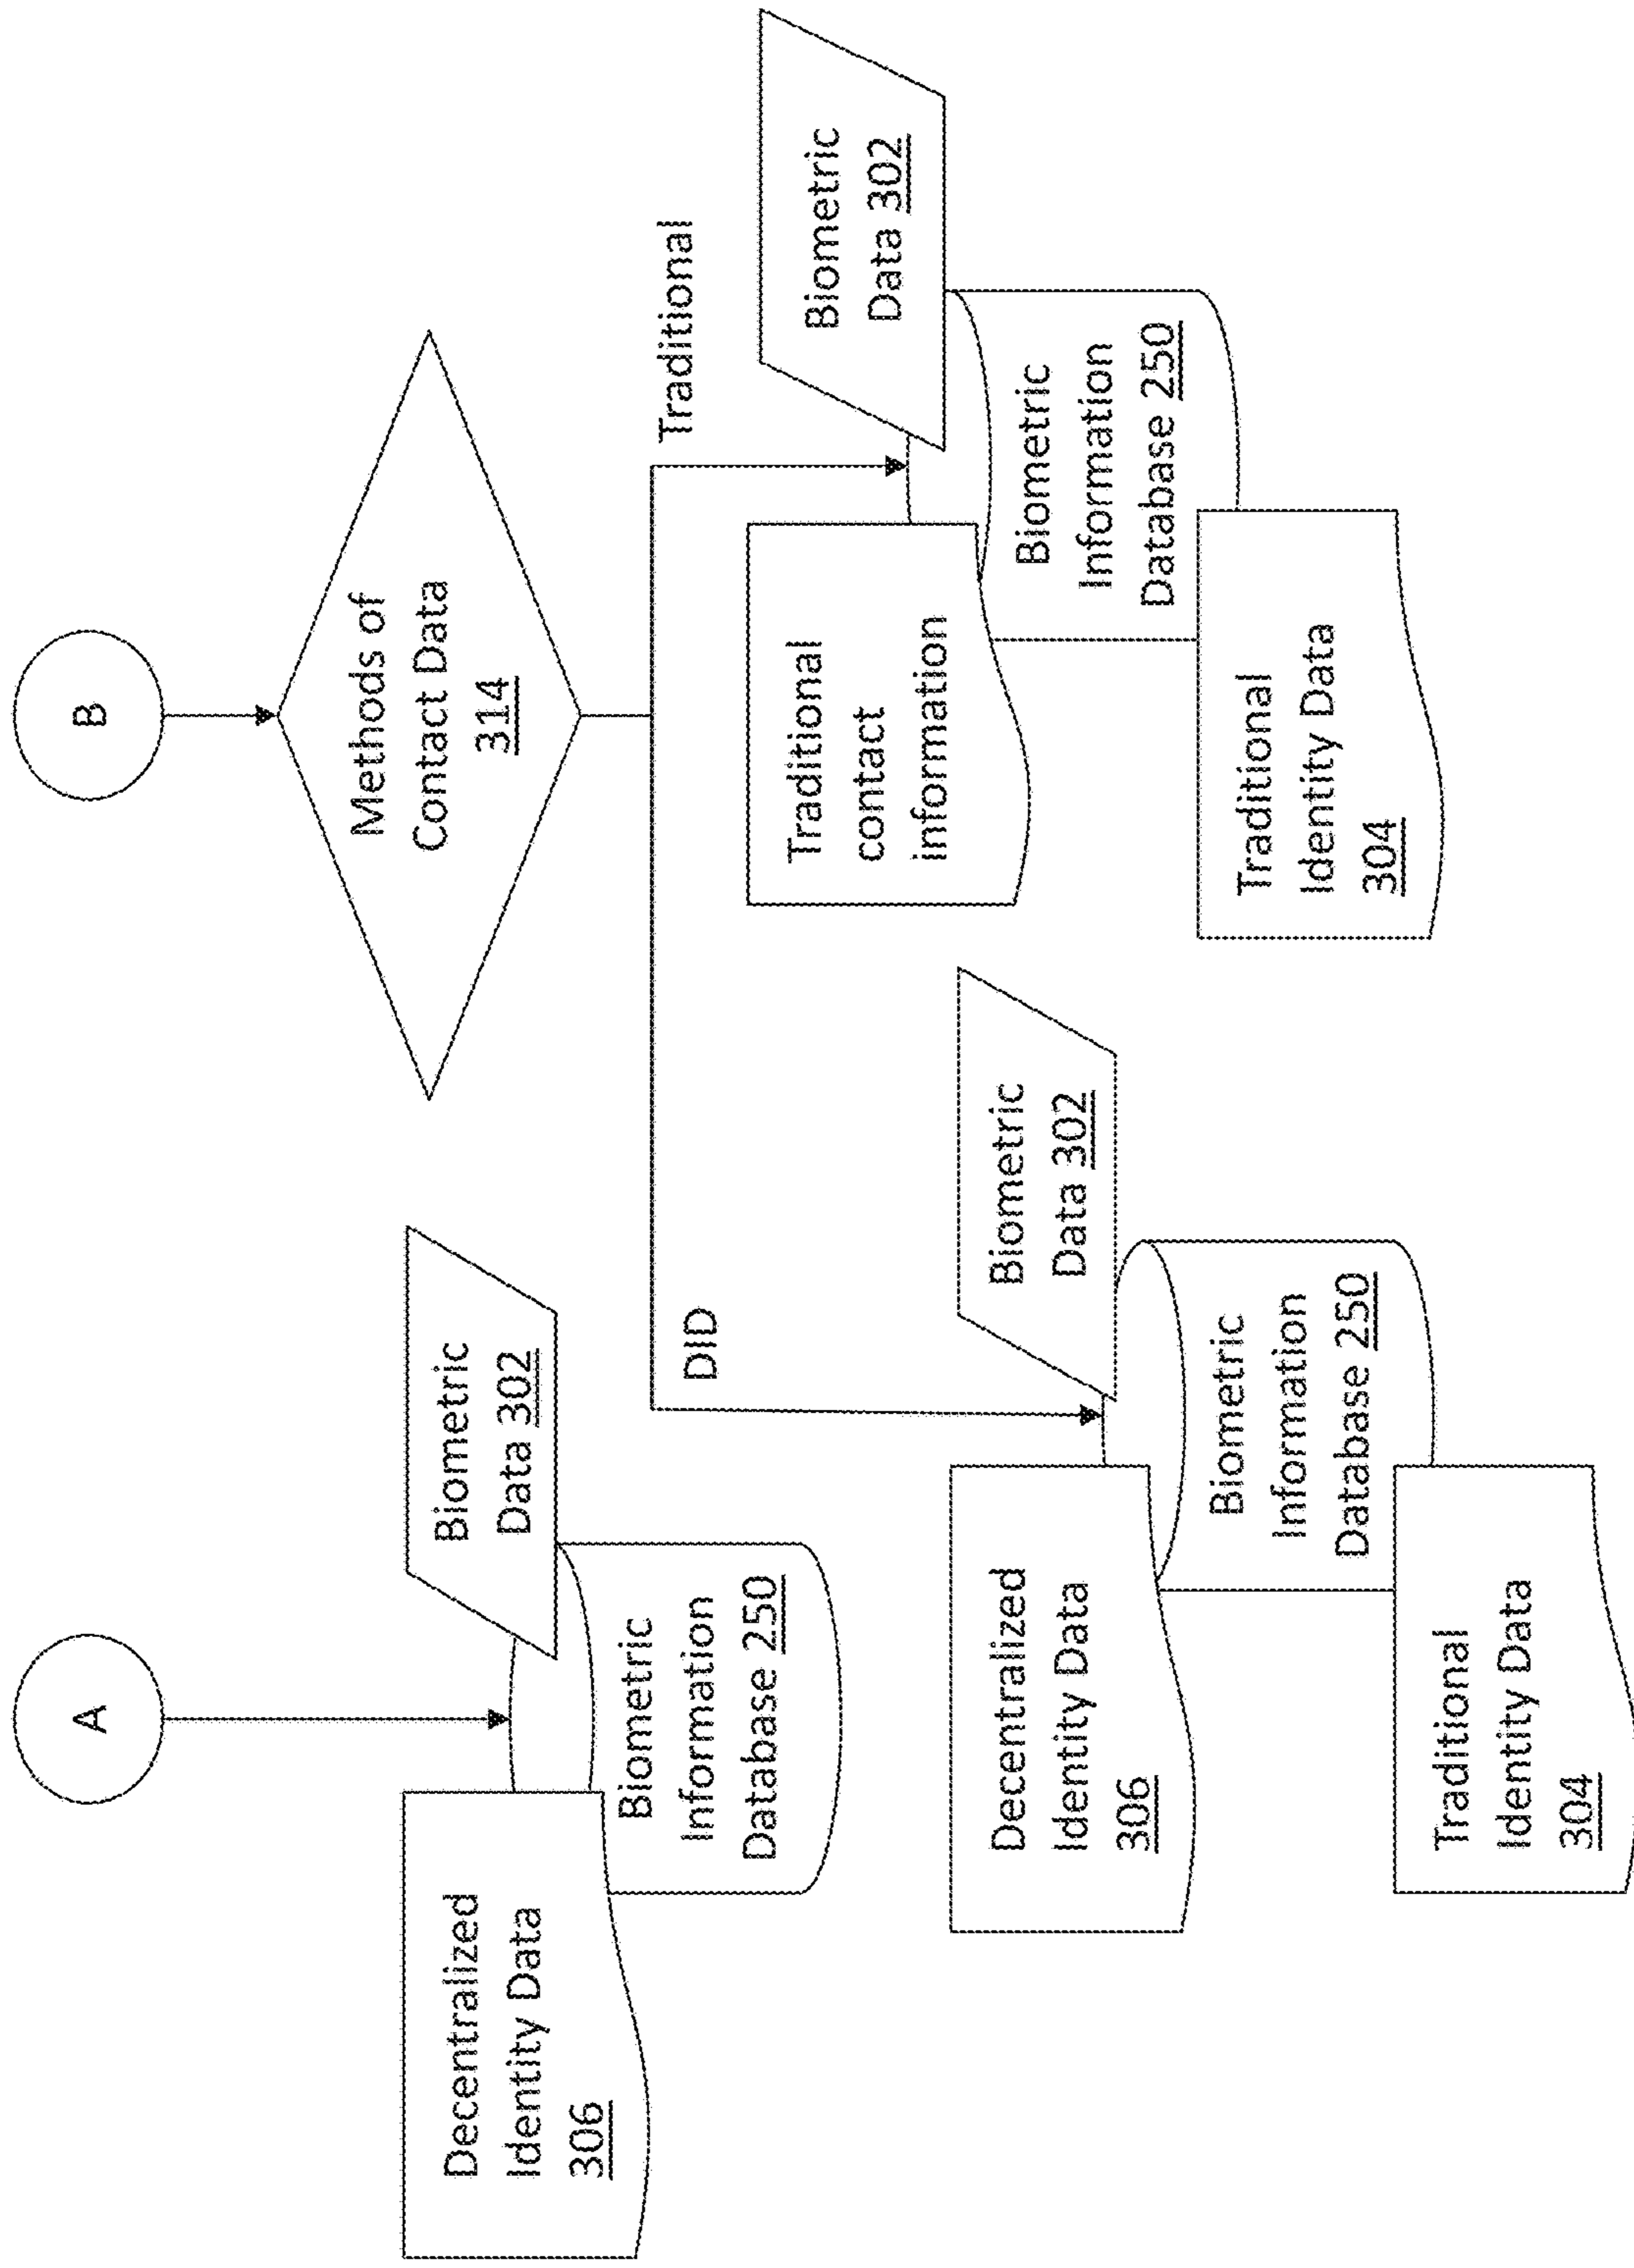 A
Decentralized
Identity Data
306
Biometric
Data 302
Biometric
Information
Database 250
B
Methods of
Contact Data
314
DID
Traditional
Decentralized
Identity Data
306
Biometric
Data 302
Biometric
Information
Database 250
Traditional
Identity Data
304
Traditional
contact
information
Biometric
Data 302
Biometric
Information
Database 250
Traditional
Identity Data
304